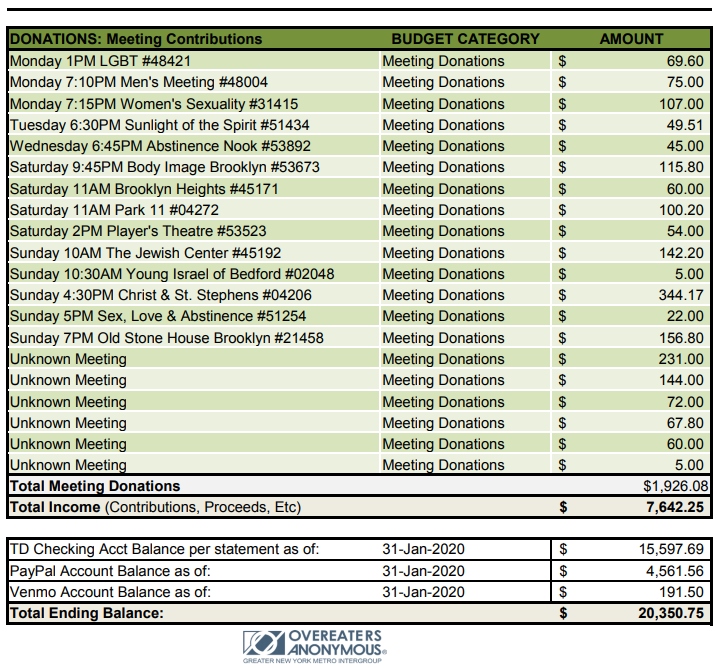 DONATIONS: Meeting Contributions BUDGET CATEGORY AMOUNT
Monday 1PM LGBT #48421 Meeting Donations $ 69.60
Monday 7:10PM Men's Meeting #48004 Meeting Donations $ 75.00
Monday 7:15PM Women's Sexuality #31415 Meeting Donations $ 107.00
Tuesday 6:30PM Sunlight of the Spirit #51434 Meeting Donations $ 49.51
Wednesday 6:45PM Abstinence Nook #53892 Meeting Donations $ 45.00
Saturday 9:45PM Body Image Brooklyn #53673 Meeting Donations $ 115.80
Saturday 11AM Brooklyn Heights #45171 Meeting Donations $ 60.00
Saturday 11AM Park 11 #04272 Meeting Donations $ 100.20
Saturday 2PM Player's Theatre #53523 Meeting Donations $ 54.00
Sunday 10AM The Jewish Center #45192 Meeting Donations $ 142.20
Sunday 10:30AM Young Israel of Bedford #02048 Meeting Donations $ 5.00
Sunday 4:30PM Christ & St. Stephens #04206 Meeting Donations $ 344.17
Sunday 5PM Sex, Love & Abstinence #51254 Meeting Donations $ 22.00
Sunday 7PM Old Stone House Brooklyn #21458 Meeting Donations $ 156.80
Unknown Meeting Meeting Donations $ 231.00
Unknown Meeting Meeting Donations $ 144.00
Unknown Meeting Meeting Donations $ 72.00
Unknown Meeting Meeting Donations $ 67.80
Unknown Meeting Meeting Donations $ 60.00
Unknown Meeting Meeting Donations $ 5.00
Total Meeting Donations $1,926.08
Total Income (Contributions, Proceeds, Etc) $ 7,642.25
TD Checking Acct Balance per statement as of: 31-Jan-2020 $ 15,597.69
PayPal Account Balance as of: 31-Jan-2020 $ 4,561.56
Venmo Account Balance as of: 31-Jan-2020 $ 191.50
Total Ending Balance: $ 20,350.75
OVEREATERS
ANONYMOUS®
GREATER NEW YORK METRO INTERGROUP